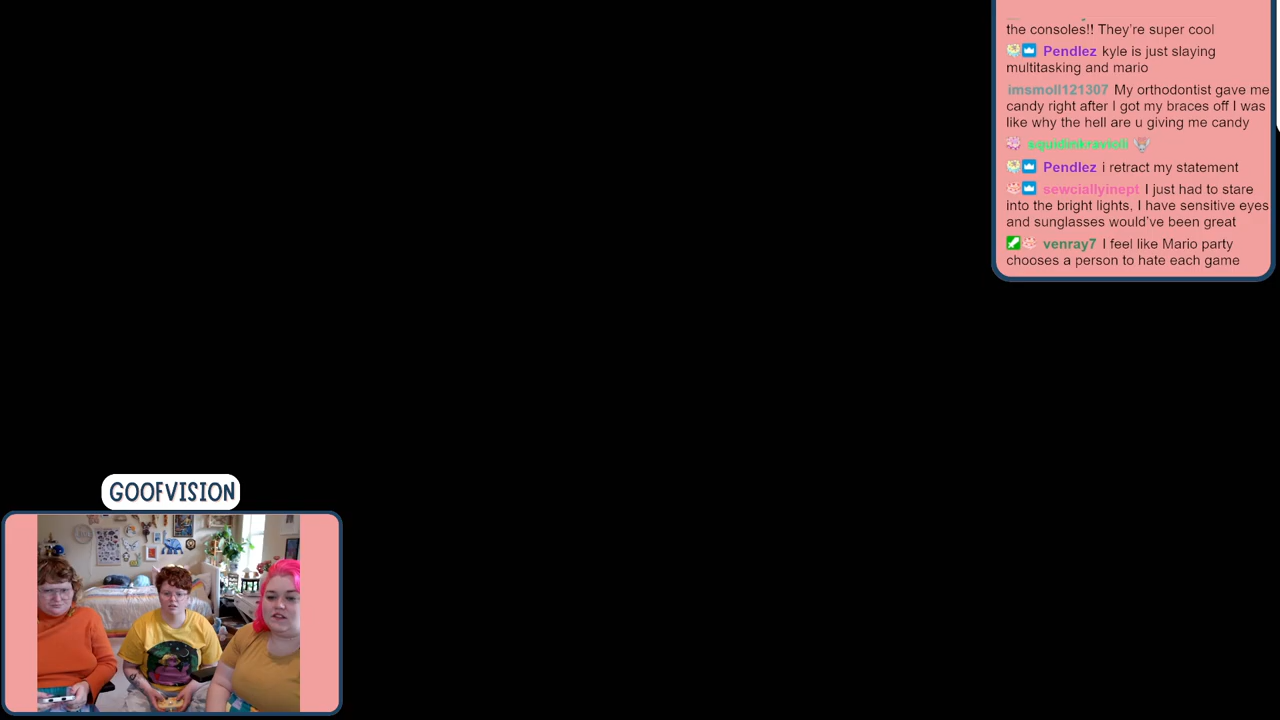 the consoles!! They're super cool
Pendlez kyle is just slaying
multitasking and mario
imsmoll121307 My orthodontist gave me
candy right after I got my braces off I was
like why the hell are u giving me candy
Pendlez i retract my statement
sewciallyinept I just had to stare
into the bright lights. I have sensitive eyes
and sunglasses would've been great
venray7 I feel like Mario party
chooses a person to hate each game
GOOFVISION